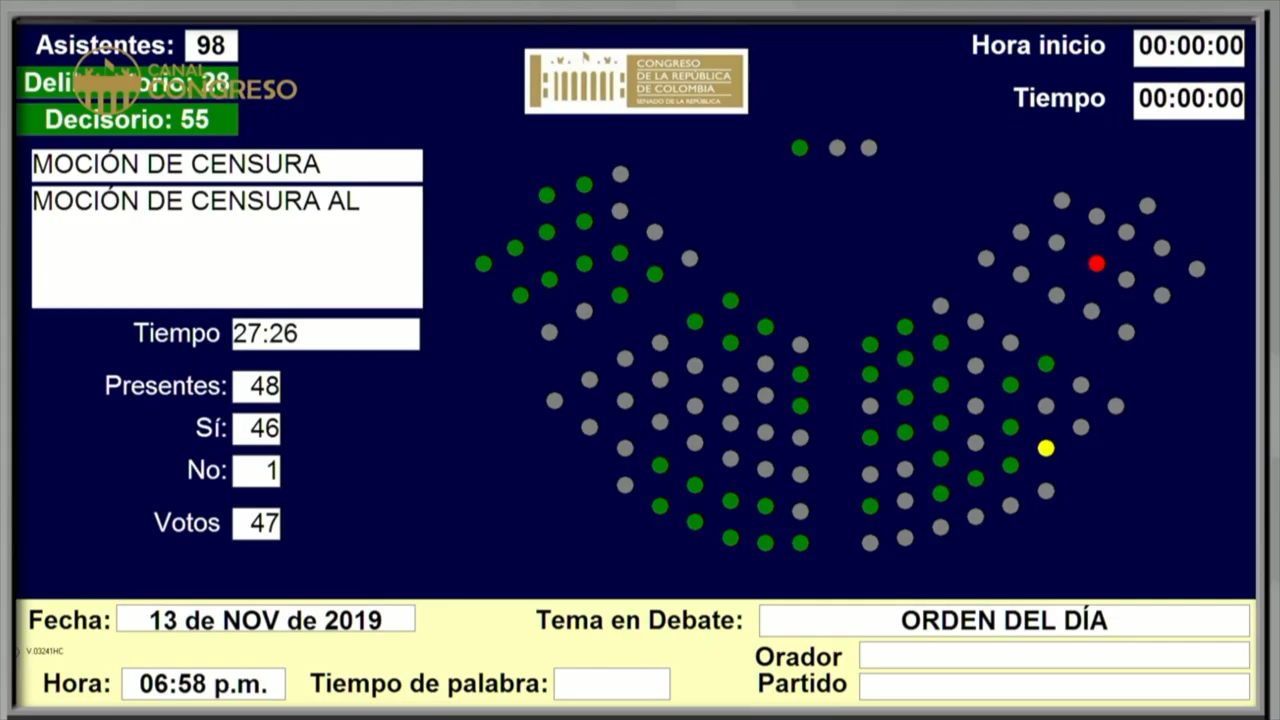 Asistentes: 98
CANAL
CONGRESO
Decisorio: 55
CONGRESO
DE LA REPÚBLICA
DE COLOMBIA
SENADO DE LA REPÚBLICA
Hora inicio 00:00:00
Tiempo 00:00:00
MOCIÓN DE CENSURA
MOCIÓN DE CENSURA AL
Tiempo 27:26
Presentes: 48
Sí: 46
No: 1
Votos 47
Fecha: 13 de NOV de 2019
Tema en Debate: ORDEN DEL DÍA
V.03241HC
Orador
Hora: 06:58 p.m.
Tiempo de palabra:
Partido